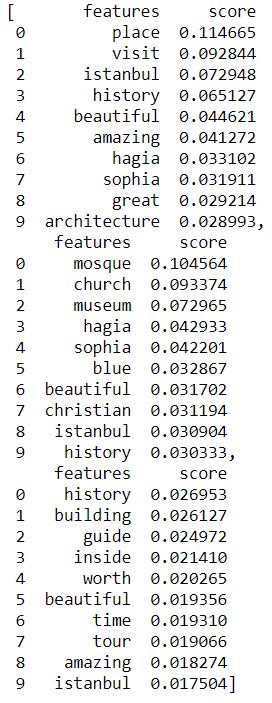 [ features score
0 place 0.114665
1 visit 0.092844
2 istanbul 0.072948
3 history 0.065127
4 beautiful 0.044621
5 amazing 0.041272
6 hagia 0.033102
7 sophia 0.031911
8 great 0.029214
9 architecture 0.028993,
features score
0 mosque 0.104564
1 church 0.093374
2 museum 0.072965
3 hagia 0.042933
4 sophia 0.042201
5 blue 0.032867
6 beautiful 0.031702
7 christian 0.031194
8 istanbul 0.030904
9 history 0.030333,
features score
0 history 0.026953
1 building 0.026127
2 guide 0.024972
3 inside 0.021410
4 worth 0.020265
5 beautiful 0.019356
6 time 0.019310
7 tour 0.019066
8 amazing 0.018274
9 istanbul 0.017504]